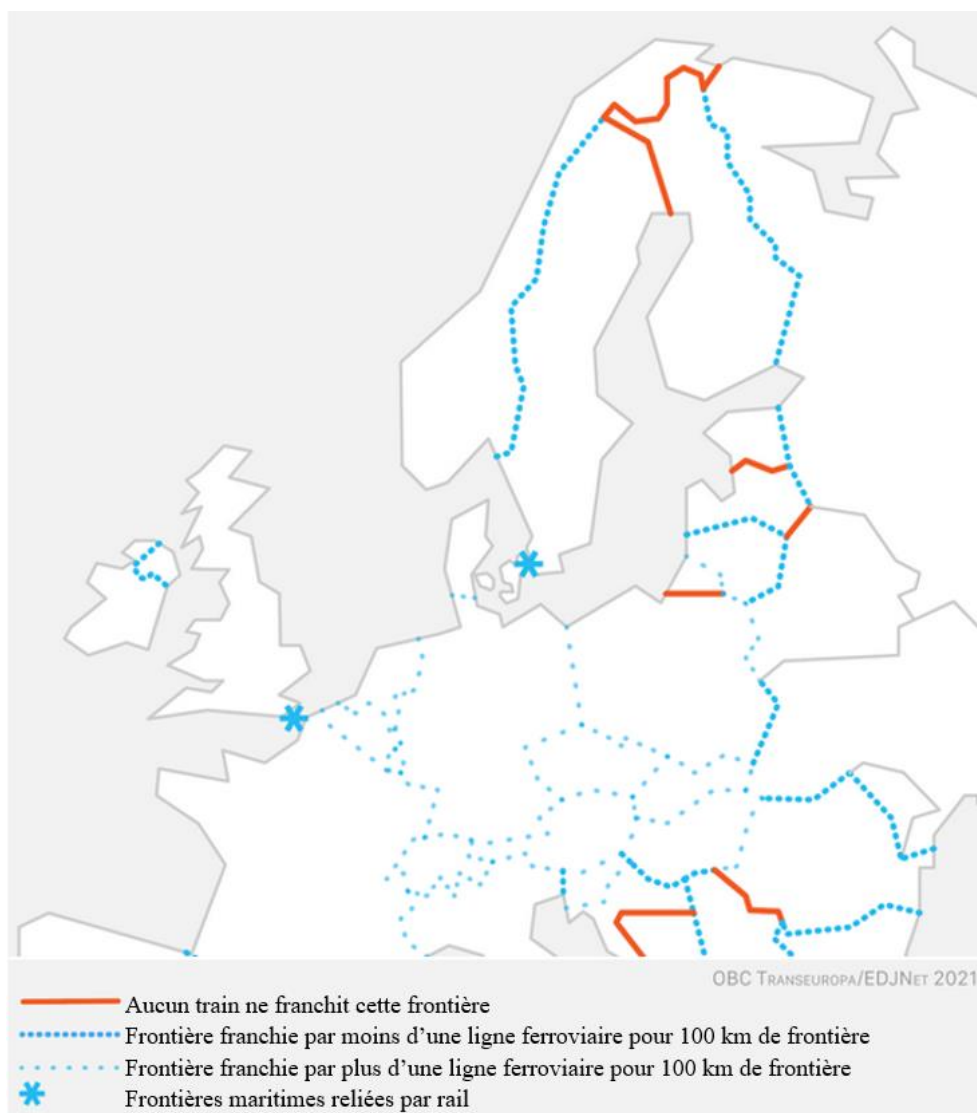 OBC TRANSEUROPA/EDJNET 2021
Aucun train ne franchit cette frontière
Frontière franchie par moins d’une ligne ferroviaire pour 100 km de frontière
Frontière franchie par plus d’une ligne ferroviaire pour 100 km de frontière
Frontières maritimes reliées par rail